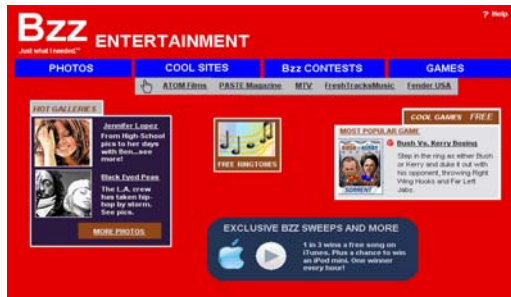 ? Help
Bzz ENTERTAINMENT
Just what I needed.™
PHOTOS COOL SITES Bzz CONTESTS GAMES
ATOM Films PASTE Magazine MTV FreshTracksMusic Fender USA
HOT GALLERIES
Jennifer Lopez
From High-School
pics to her days
with Ben...see
more!
Black Eyed Peas
The L.A. crew
has taken hip-
hop by storm.
See pics.
MORE PHOTOS
FREE RINGTONES
COOL GAMES FREE
MOST POPULAR GAME
BUSH vs KERRY
Bush Vs. Kerry Boxing
Step in the ring as either Bush
or Kerry and duke it out with
his opponent, throwing Right
Wing Hooks and Far Left
Jabs.
EXCLUSIVE BZZ SWEEPS AND MORE
1 in 3 wins a free song on
iTunes. Plus a chance to win
an iPod mini. One winner
every hour!